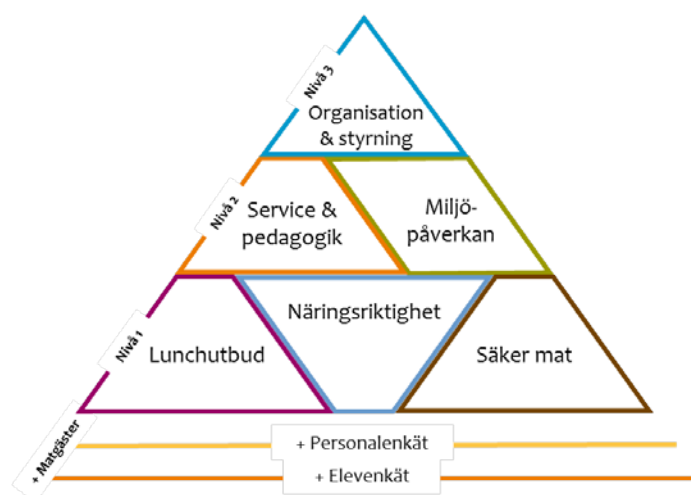 Nivå 3
Organisation
& styrning
Nivå 2
Service &
pedagogik
Miljö-
påverkan
Nivå 1
Lunchutbud
Näringsriktighet
Säker mat
+ Matgäster
+ Personalenkät
+ Elevenkät